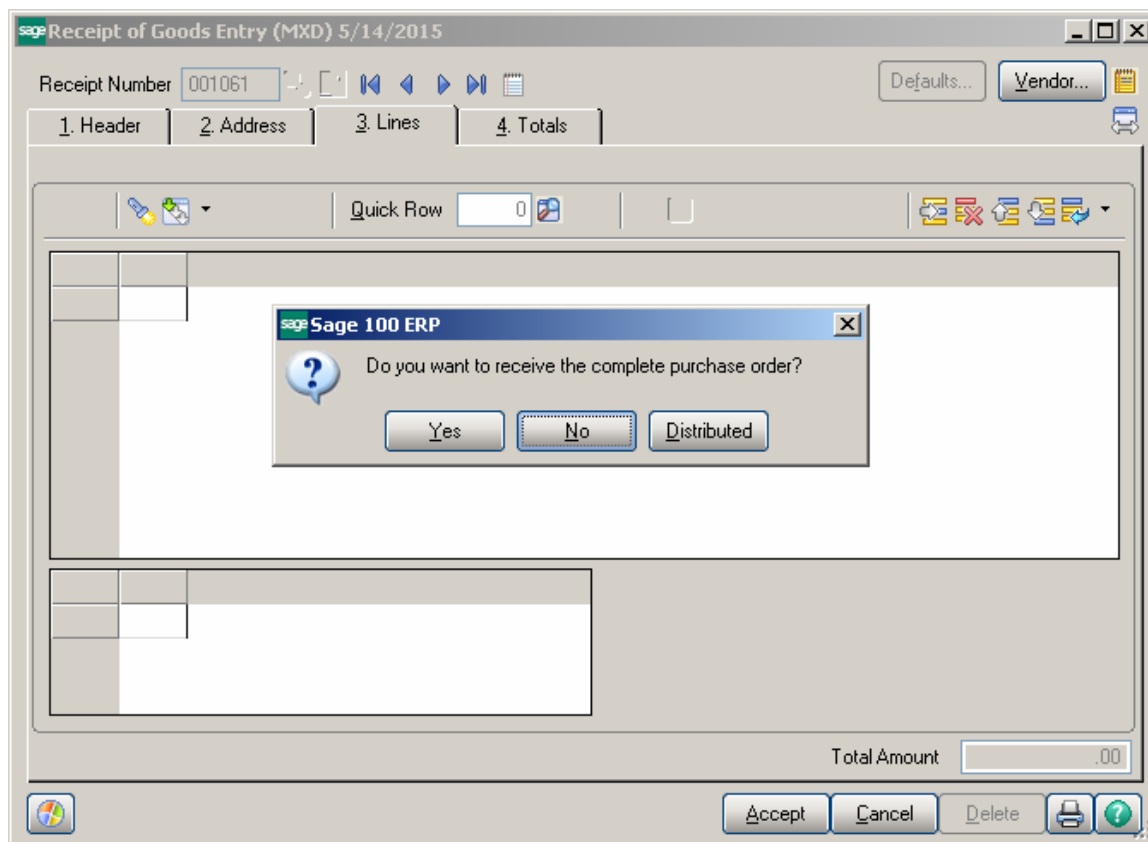 sage Receipt of Goods Entry (MXD) 5/14/2015
Receipt Number 001061 Defaults... Vendor...
1. Header 2. Address 3. Lines 4. Totals
Quick Row 0
sage Sage 100 ERP
Do you want to receive the complete purchase order?
Yes No Distributed
Total Amount .00
Accept Cancel Delete